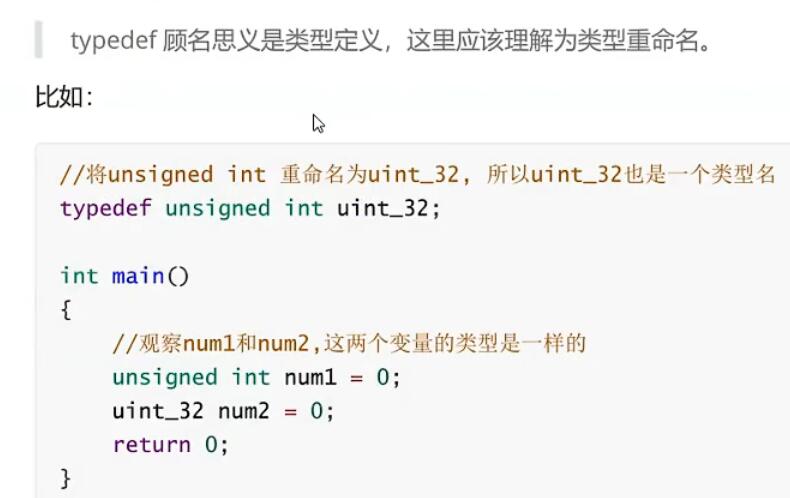 typedef 顾名思义是类型定义，这里应该理解为类型重命名。
比如：
//将unsigned int 重命名为uint_32, 所以uint_32也是一个类型名
typedef unsigned int uint_32;
int main()
{
//观察num1和num2,这两个变量的类型是一样的
unsigned int num1 = 0;
uint_32 num2 = 0;
return 0;
}